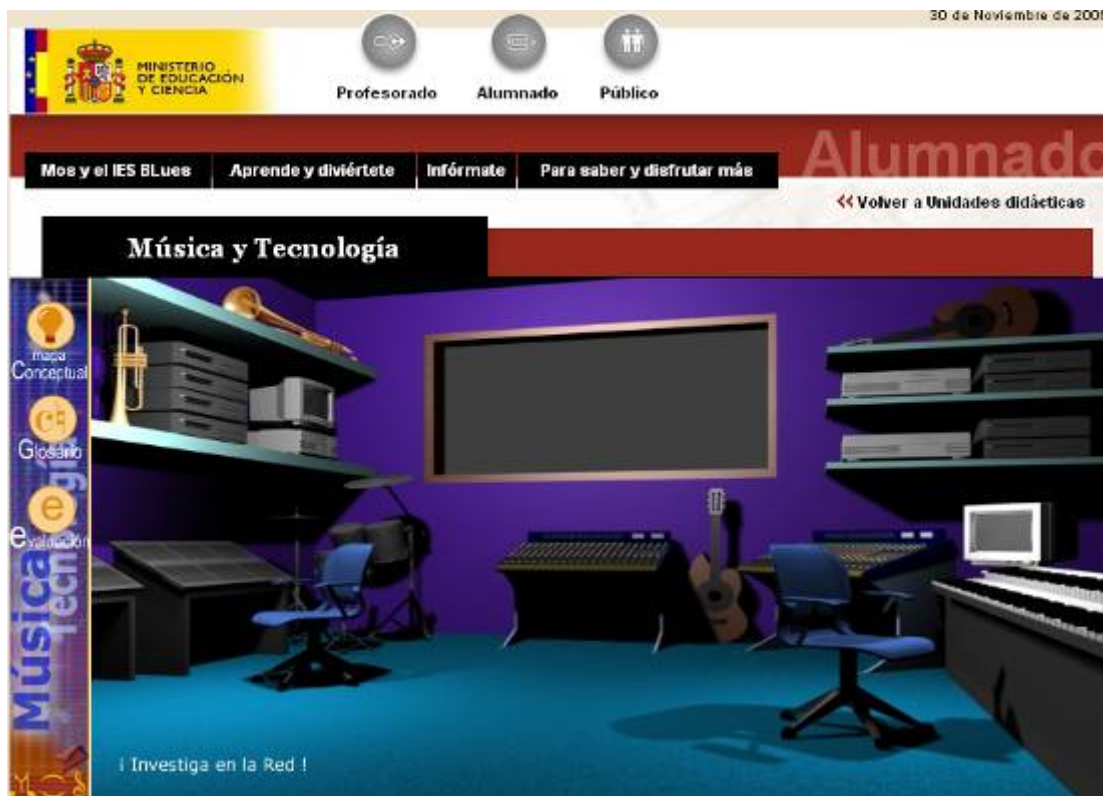 30 de Noviembre de 200
MINISTERIO
DE EDUCACIÓN
Y CIENCIA
Profesorado
Alumnado
Público
Alumnado
Mos y el IES BLues
Aprende y diviértete
Infórmate
Para saber y disfrutar más
<< Volver a Unidades didácticas
Música y Tecnología
mapa
Conceptual
Glosario
e
Evaluación
Música
Tecnología
¡ Investiga en la Red !
MOS